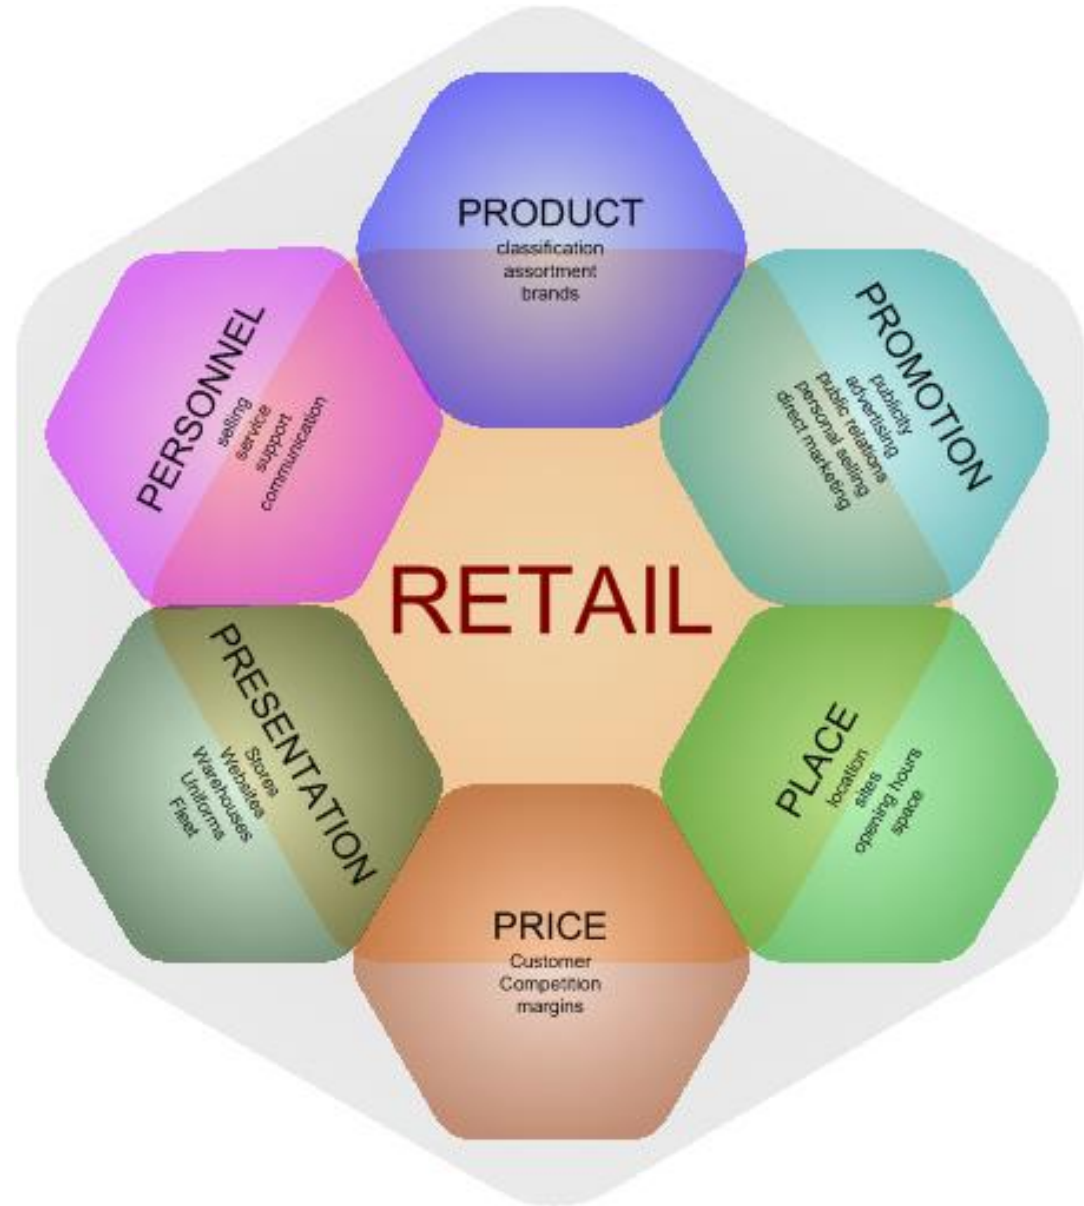 PRODUCT
classification
assortment
brands
PROMOTION
publicity
advertising
public relations
personal selling
direct marketing
PERSONNEL
selling
service
support
communication
RETAIL
PRESENTATION
Stores
Websites
Warehouses
Uniforms
Fleet
PLACE
location
sites
opening hours
space
PRICE
Customer
Competition
margins